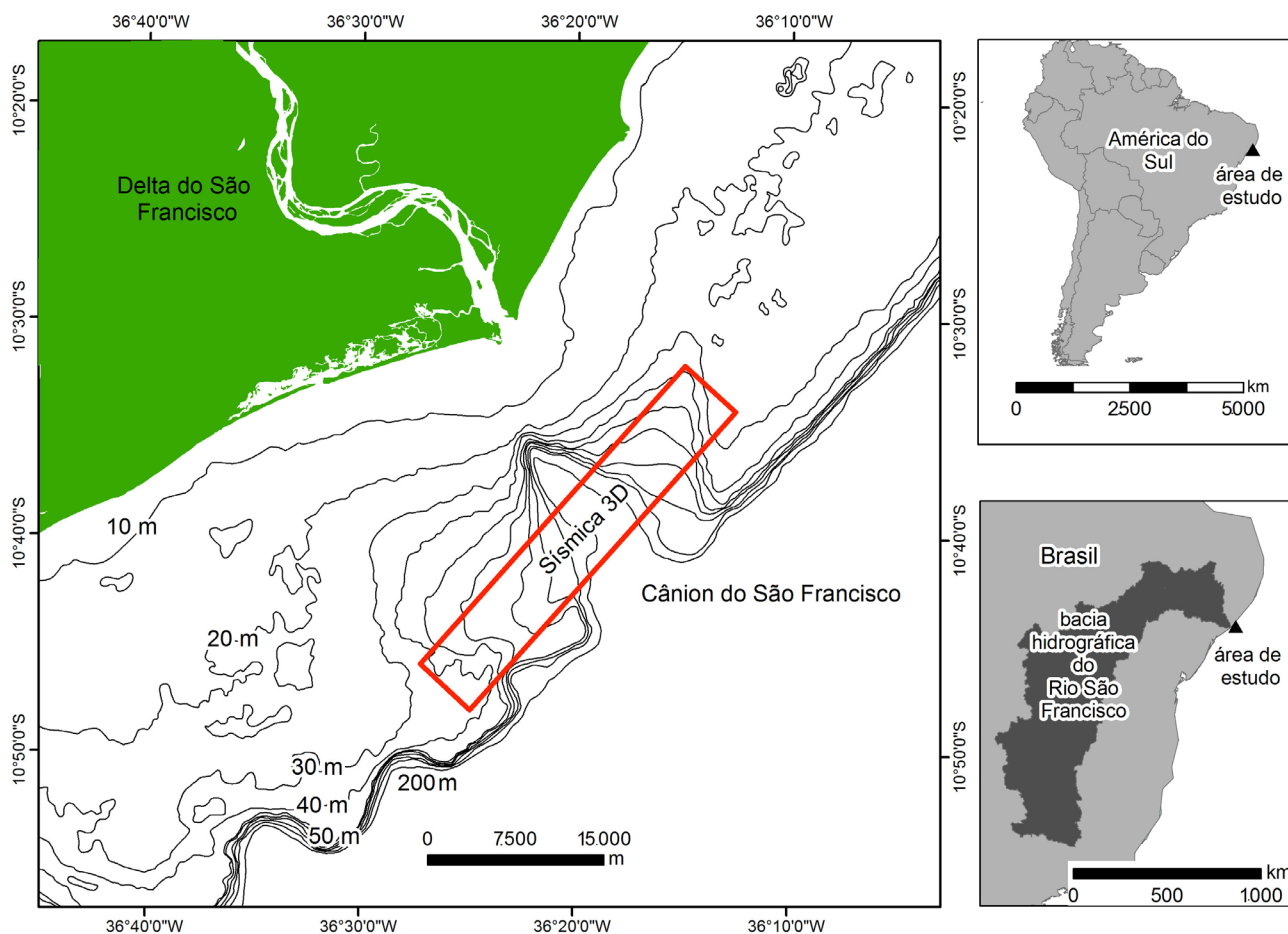 36°40'0"W
36°30'0"W
36°20'0"W
36°10'0"W
10°20'0"S
10°30'0"S
10°40'0"S
10°50'0"S
Delta do São
Francisco
10 m
20 m
30 m
40 m
50 m
200 m
Sísmica 3D
Cânion do São Francisco
0 7500 15.000
m
10°20'0"S
10°30'0"S
10°40'0"S
10°50'0"S
36°40'0"W
36°30'0"W
36°20'0"W
36°10'0"W
América do
Sul
área de
estudo
km
0 2500 5000
Brasil
bacia
hidrográfica
do
Rio São
Francisco
área de
estudo
km
0 500 1000